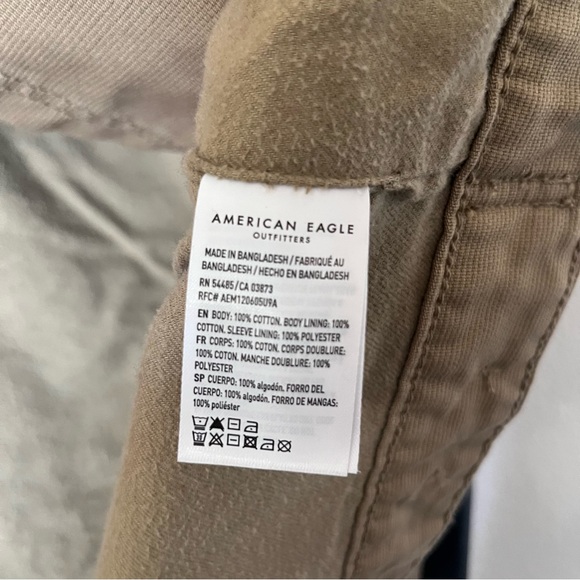 AMERICAN EAGLE
OUTFITTERS
MADE IN BANGLADESH / FABRIQUÉ AU
BANGLADESH / HECHO EN BANGLADESH
RN 54485/CA 03873
RFC# AEM120605U9A
EN BODY: 100% COTTON. BODY LINING: 100%
COTTON. SLEEVE LINING: 100% POLYESTER
FR CORPS: 100% COTON. CORPS DOUBLURE:
100% COTON. MANCHE DOUBLURE: 100%
POLYESTER
SP CUERPO: 100% algodón. FORRO DEL
CUERPO: 100% algodón. FORRO DE MANGAS:
100% poliéster